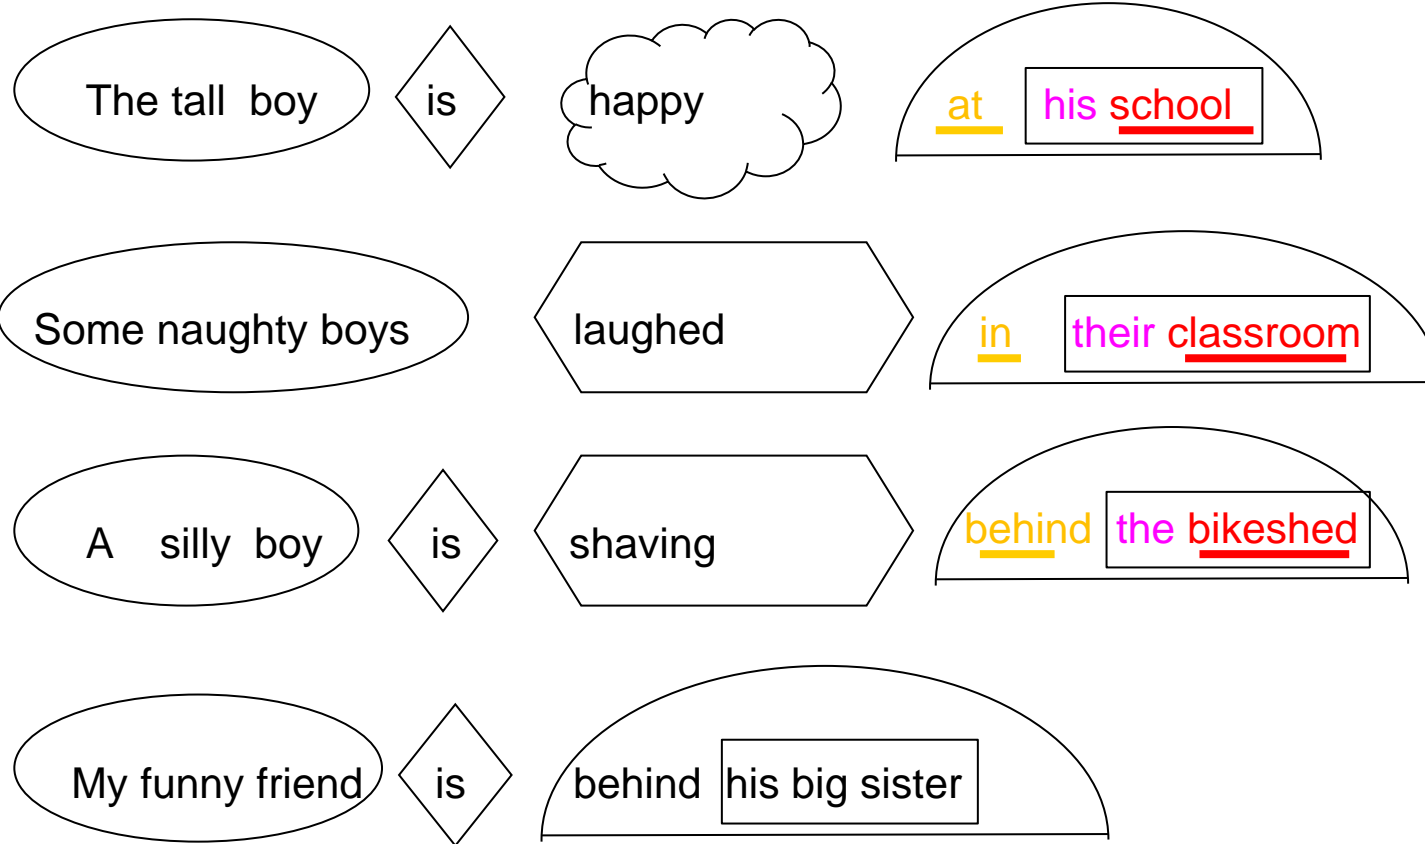 The tall boy is happy at his school
Some naughty boys laughed in their classroom
A silly boy is shaving behind the bikeshed
My funny friend is behind his big sister